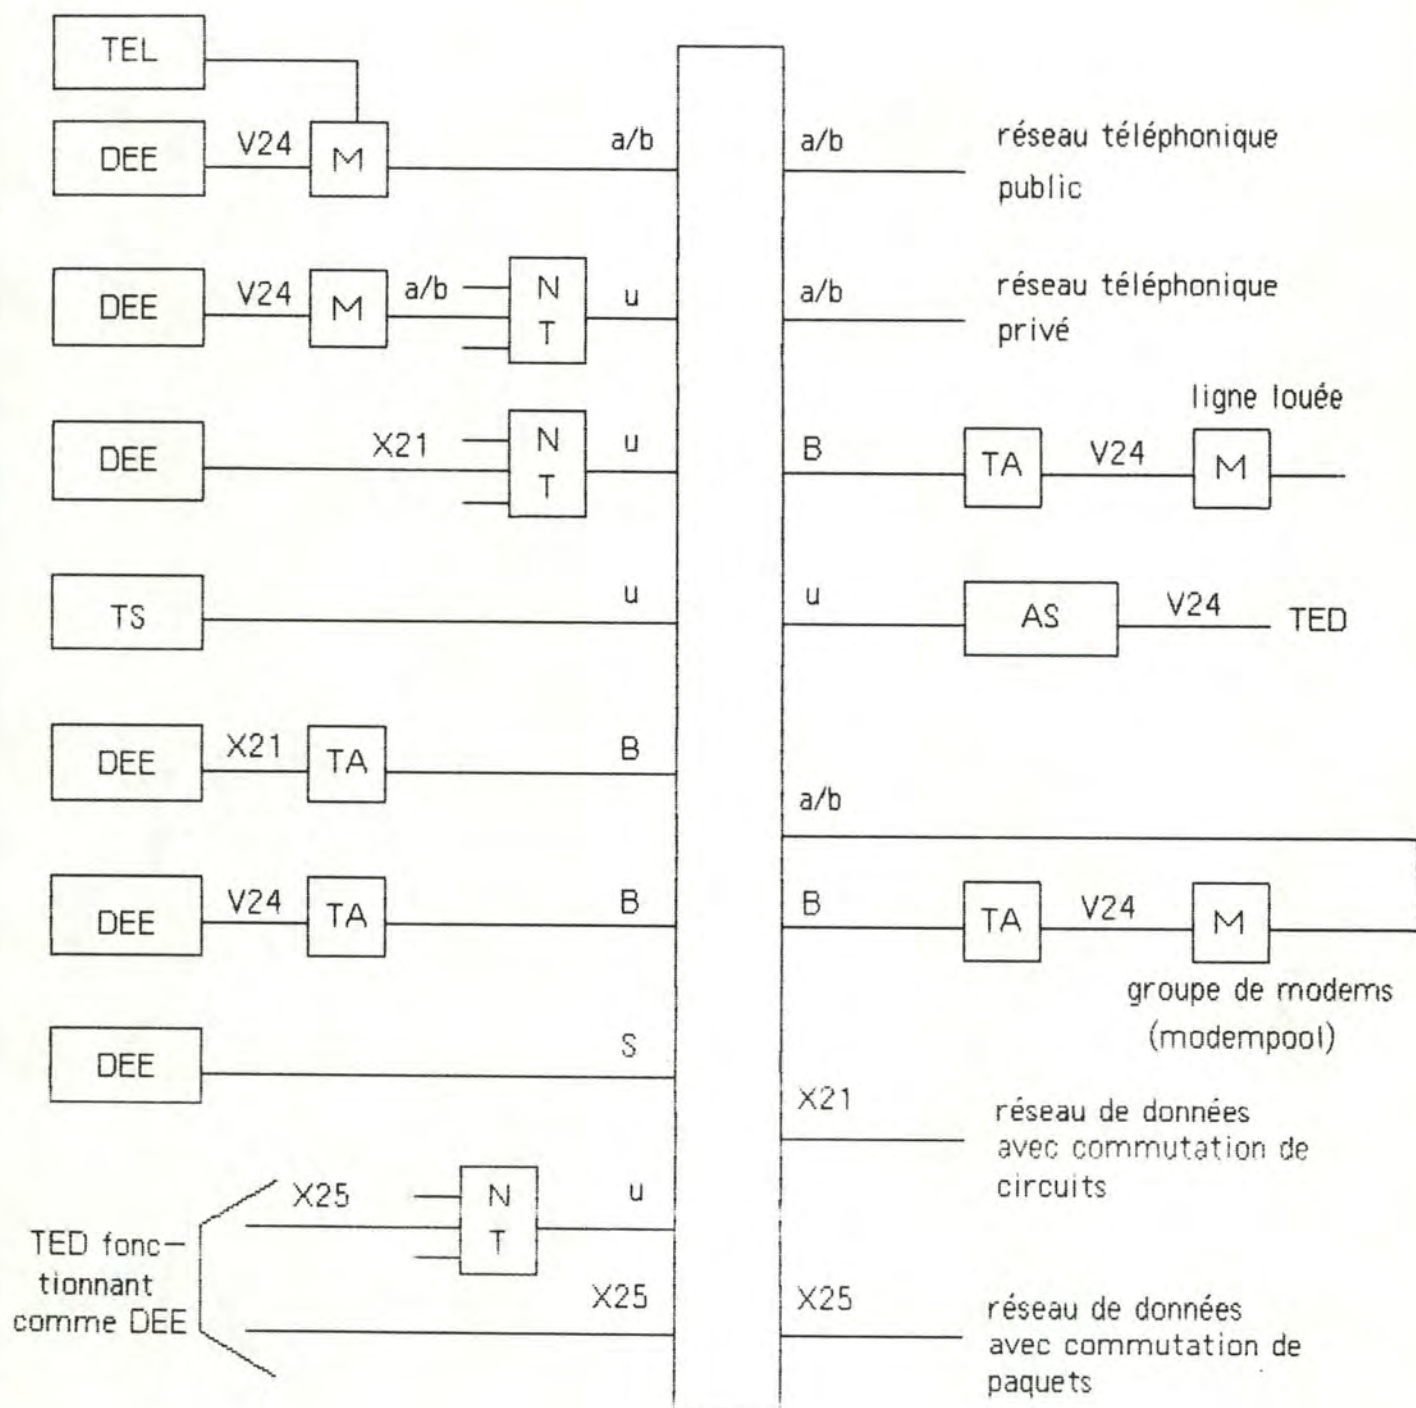 TEL
DEE V24 M a/b
a/b réseau téléphonique
public
DEE V24 M a/b N
T u
a/b réseau téléphonique
privé
DEE X21 N
T u
ligne louée
B TA V24 M
TS u
u AS V24 TED
DEE X21 TA B
a/b
DEE V24 TA B
B TA V24 M
groupe de modems
(modempool)
DEE S
X21 réseau de données
avec commutation de
circuits
X25 N
T u
TED fonc-
tionnant
comme DEE
X25
X25 réseau de données
avec commutation de
paquets